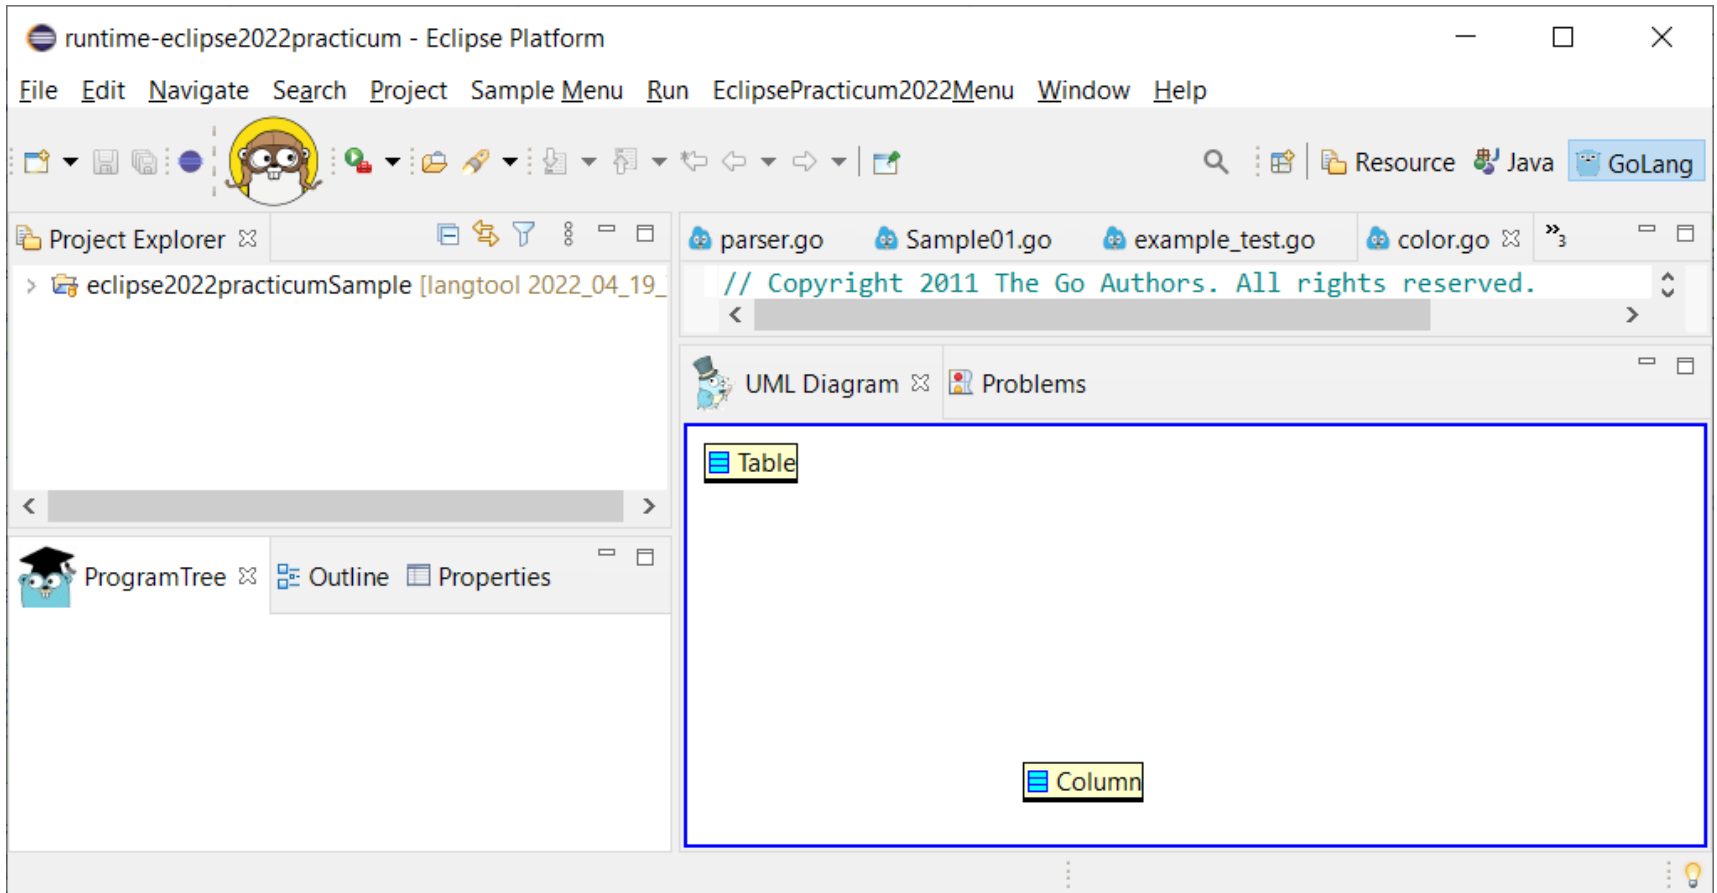 runtime-eclipse2022practicum - Eclipse Platform
File Edit Navigate Search Project Sample Menu Run EclipsePracticum2022Menu Window Help
Resource Java GoLang
Project Explorer
eclipse2022practicumSample [langtool 2022_04_19_
parser.go Sample01.go example_test.go color.go »3
// Copyright 2011 The Go Authors. All rights reserved.
UML Diagram Problems
Table
Column
ProgramTree Outline Properties